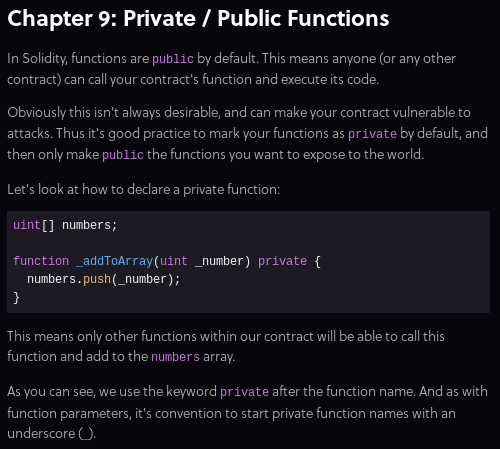 Chapter 9: Private / Public Functions
In Solidity, functions are public by default. This means anyone (or any other
contract) can call your contract's function and execute its code.
Obviously this isn't always desirable, and can make your contract vulnerable to
attacks. Thus it's good practice to mark your functions as private by default, and
then only make public the functions you want to expose to the world.
Let's look at how to declare a private function:
uint[] numbers;
function _addToArray(uint _number) private {
  numbers.push(_number);
}
This means only other functions within our contract will be able to call this
function and add to the numbers array.
As you can see, we use the keyword private after the function name. And as with
function parameters, it's convention to start private function names with an
underscore (_).